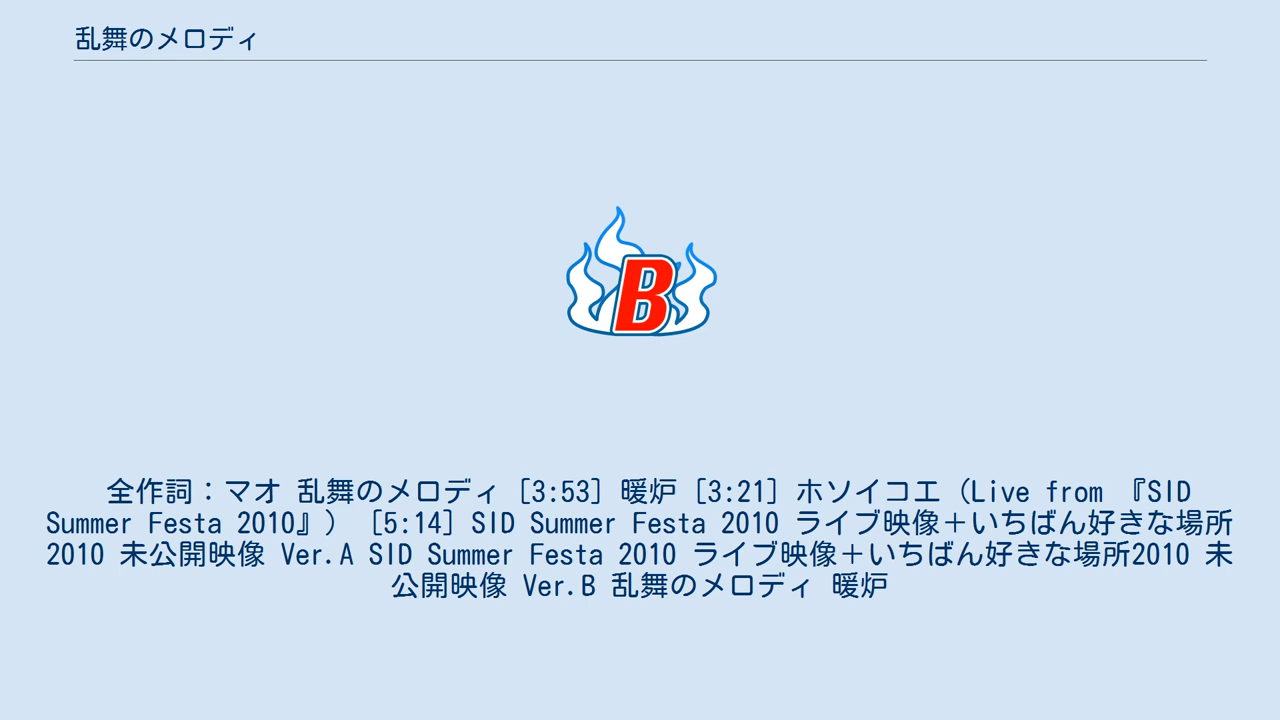 乱舞のメロディ
B
全作詞：マオ 乱舞のメロディ [3:53] 暖炉 [3:21] ホソイコエ（Live from 『SID
Summer Festa 2010』） [5:14] SID Summer Festa 2010 ライブ映像＋いちばん好きな場所
2010 未公開映像 Ver.A SID Summer Festa 2010 ライブ映像＋いちばん好きな場所2010 未
公開映像 Ver.B 乱舞のメロディ 暖炉